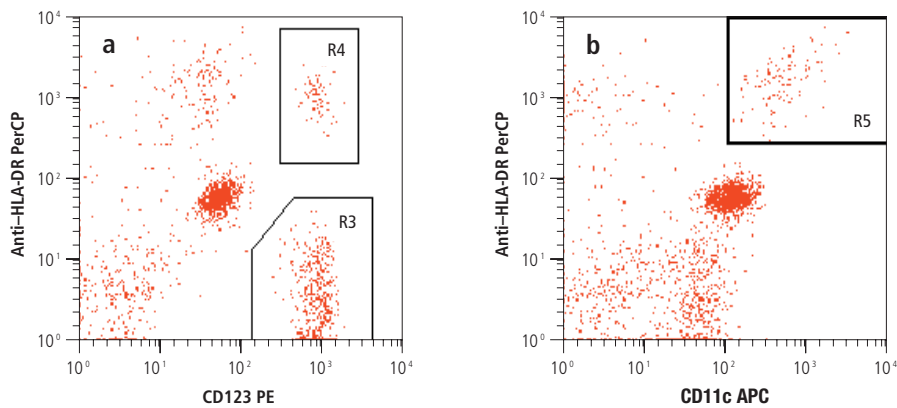 a
R4
R3
Anti–HLA-DR PerCP
10⁴
10³
10²
10¹
10⁰
10⁰ 10¹ 10² 10³ 10⁴
CD123 PE
b
R5
Anti–HLA-DR PerCP
10⁴
10³
10²
10¹
10⁰
10⁰ 10¹ 10² 10³ 10⁴
CD11c APC